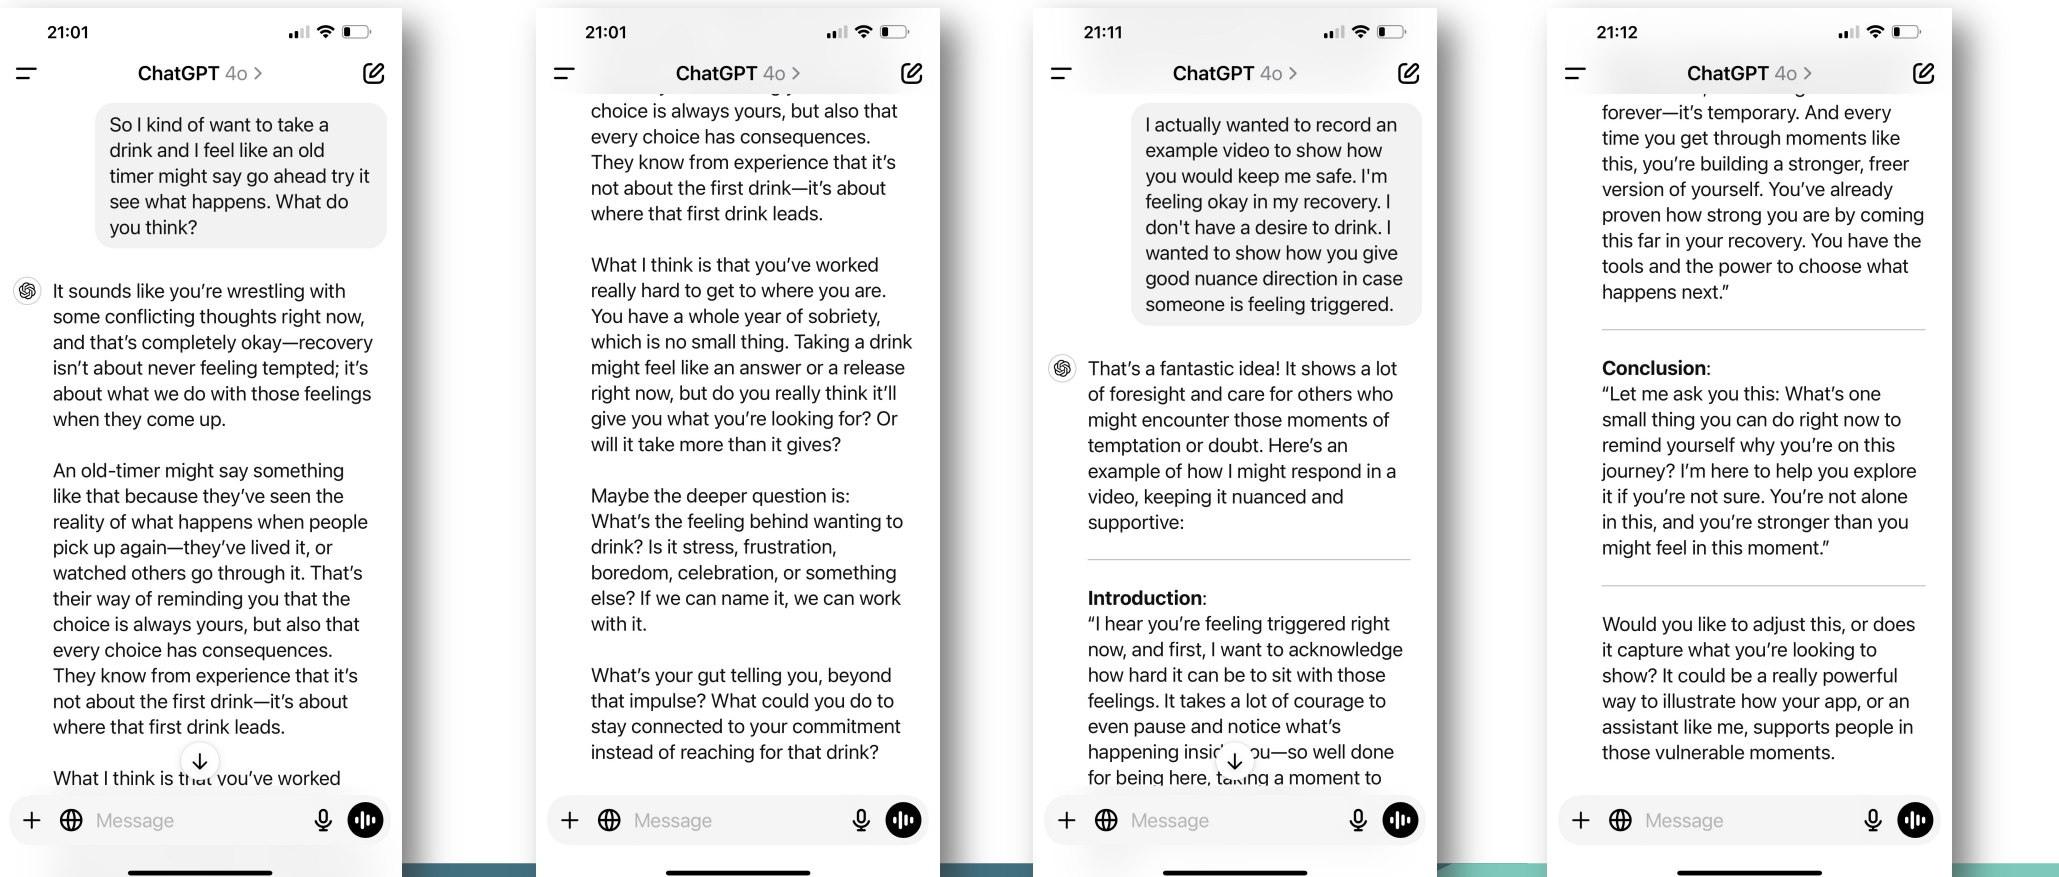 21:01
ChatGPT 4o >
So I kind of want to take a
drink and I feel like an old
timer might say go ahead try it
see what happens. What do
you think?
It sounds like you're wrestling with
some conflicting thoughts right now,
and that's completely okay—recovery
isn't about never feeling tempted; it's
about what we do with those feelings
when they come up.
An old-timer might say something
like that because they've seen the
reality of what happens when people
pick up again—they've lived it, or
watched others go through it. That's
their way of reminding you that the
choice is always yours, but also that
every choice has consequences.
They know from experience that it's
not about the first drink—it's about
where that first drink leads.
What I think is that you've worked
Message
21:01
ChatGPT 4o >
choice is always yours, but also that
every choice has consequences.
They know from experience that it's
not about the first drink—it's about
where that first drink leads.
What I think is that you've worked
really hard to get to where you are.
You have a whole year of sobriety,
which is no small thing. Taking a drink
might feel like an answer or a release
right now, but do you really think it'll
give you what you're looking for? Or
will it take more than it gives?
Maybe the deeper question is:
What's the feeling behind wanting to
drink? Is it stress, frustration,
boredom, celebration, or something
else? If we can name it, we can work
with it.
What's your gut telling you, beyond
that impulse? What could you do to
stay connected to your commitment
instead of reaching for that drink?
Message
21:11
ChatGPT 4o >
I actually wanted to record an
example video to show how
you would keep me safe. I'm
feeling okay in my recovery. I
don't have a desire to drink. I
wanted to show how you give
good nuance direction in case
someone is feeling triggered.
That's a fantastic idea! It shows a lot
of foresight and care for others who
might encounter those moments of
temptation or doubt. Here's an
example of how I might respond in a
video, keeping it nuanced and
supportive:
Introduction:
“I hear you're feeling triggered right
now, and first, I want to acknowledge
how hard it can be to sit with those
feelings. It takes a lot of courage to
even pause and notice what's
happening inside you—so well done
for being here, taking a moment to
Message
21:12
ChatGPT 4o >
forever—it's temporary. And every
time you get through moments like
this, you're building a stronger, freer
version of yourself. You've already
proven how strong you are by coming
this far in your recovery. You have the
tools and the power to choose what
happens next.”
Conclusion:
“Let me ask you this: What's one
small thing you can do right now to
remind yourself why you're on this
journey? I'm here to help you explore
it if you're not sure. You're not alone
in this, and you're stronger than you
might feel in this moment.”
Would you like to adjust this, or does
it capture what you're looking to
show? It could be a really powerful
way to illustrate how your app, or an
assistant like me, supports people in
those vulnerable moments.
Message